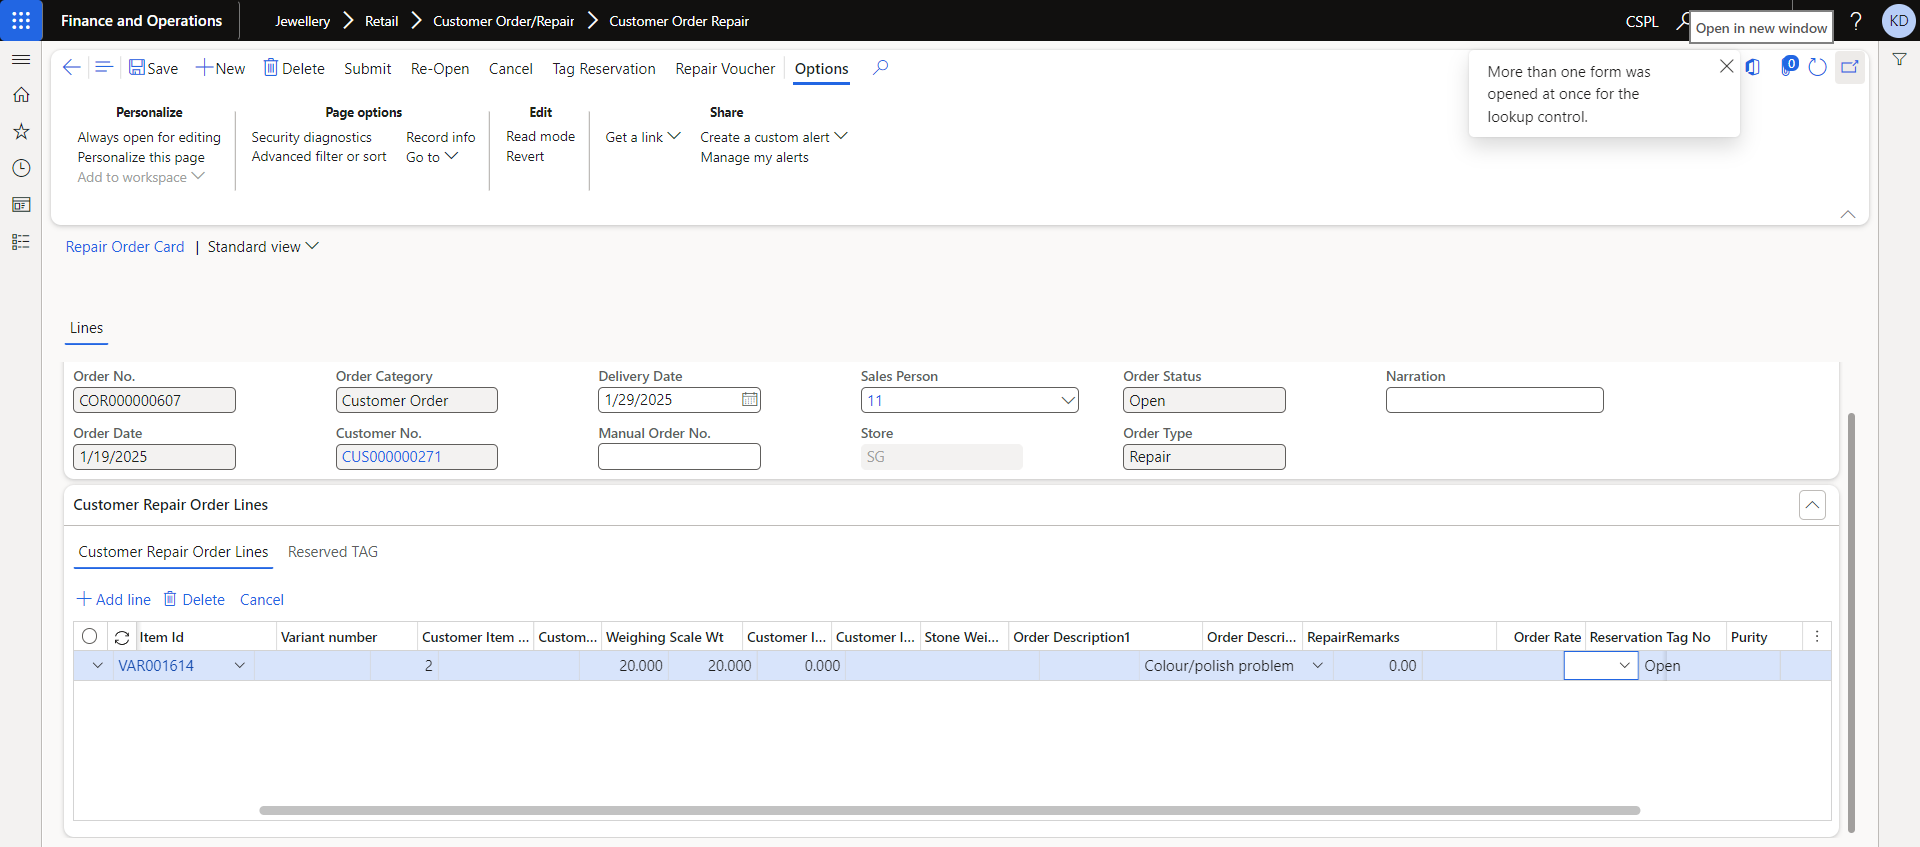 Finance and Operations
Jewellery
Retail
Customer Order/Repair
Customer Order Repair
CSPL
Open in new window
?
KD
Save
New
Delete
Submit
Re-Open
Cancel
Tag Reservation
Repair Voucher
Options
0
More than one form was
opened at once for the
lookup control.
Personalize
Always open for editing
Personalize this page
Add to workspace
Page options
Security diagnostics
Advanced filter or sort
Record info
Go to
Edit
Read mode
Revert
Share
Get a link
Create a custom alert
Manage my alerts
Repair Order Card | Standard view
Lines
Order No.
COR000000607
Order Category
Customer Order
Delivery Date
1/29/2025
Sales Person
11
Order Status
Open
Narration
Order Date
1/19/2025
Customer No.
CUS000000271
Manual Order No.
Store
SG
Order Type
Repair
Customer Repair Order Lines
Customer Repair Order Lines
Reserved TAG
Add line
Delete
Cancel
Item Id Variant number Customer Item ... Custom... Weighing Scale Wt Customer I... Customer I... Stone Wei... Order Description1 Order Descri... RepairRemarks Order Rate Reservation Tag No Purity
VAR001614 2 20.000 20.000 0.000 Colour/polish problem 0.00 Open